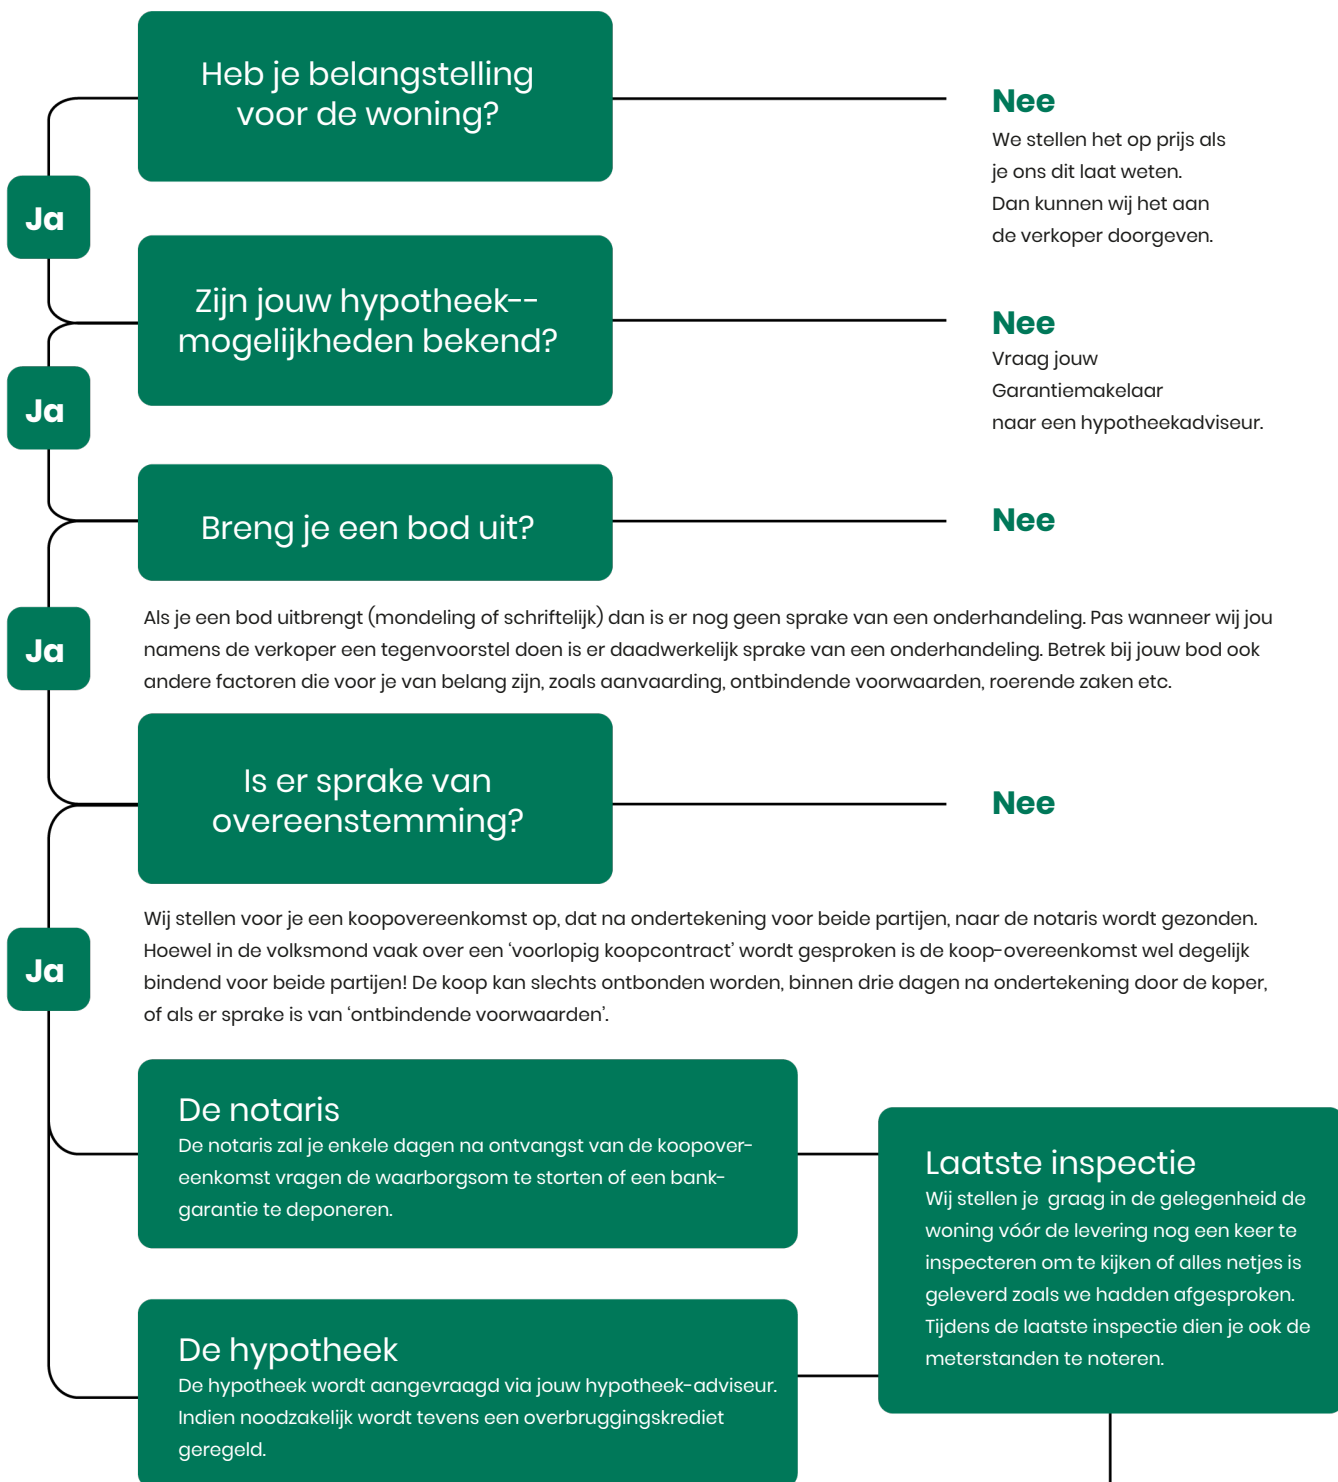 Heb je belangstelling
voor de woning?
Nee
We stellen het op prijs als
je ons dit laat weten.
Dan kunnen wij het aan
de verkoper doorgeven.
Ja
Zijn jouw hypotheek--
mogelijkheden bekend?
Nee
Vraag jouw
Garantiemakelaar
naar een hypotheekadviseur.
Ja
Breng je een bod uit?
Nee
Ja
Als je een bod uitbrengt (mondeling of schriftelijk) dan is er nog geen sprake van een onderhandeling. Pas wanneer wij jou
namens de verkoper een tegenvoorstel doen is er daadwerkelijk sprake van een onderhandeling. Betrek bij jouw bod ook
andere factoren die voor je van belang zijn, zoals aanvaarding, ontbindende voorwaarden, roerende zaken etc.
Is er sprake van
overeenstemming?
Nee
Ja
Wij stellen voor je een koopovereenkomst op, dat na ondertekening voor beide partijen, naar de notaris wordt gezonden.
Hoewel in de volksmond vaak over een ‘voorlopig koopcontract’ wordt gesproken is de koop-overeenkomst wel degelijk
bindend voor beide partijen! De koop kan slechts ontbonden worden, binnen drie dagen na ondertekening door de koper,
of als er sprake is van ‘ontbindende voorwaarden’.
De notaris
De notaris zal je enkele dagen na ontvangst van de koopover-
eenkomst vragen de waarborgsom te storten of een bank-
garantie te deponeren.
Laatste inspectie
Wij stellen je graag in de gelegenheid de
woning vóór de levering nog een keer te
inspecteren om te kijken of alles netjes is
geleverd zoals we hadden afgesproken.
Tijdens de laatste inspectie dien je ook de
meterstanden te noteren.
De hypotheek
De hypotheek wordt aangevraagd via jouw hypotheek-adviseur.
Indien noodzakelijk wordt tevens een overbruggingskrediet
geregeld.